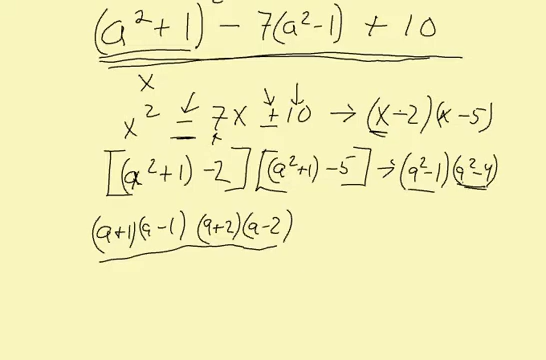 (a² + 1) − 7(a² − 1) + 10
x
x² − 7x + 10 → (x − 2)(x − 5)
[(a² + 1) − 2][(a² + 1) − 5] → (a² − 1)(a² − 4)
(a + 1)(a − 1) (a + 2)(a − 2)